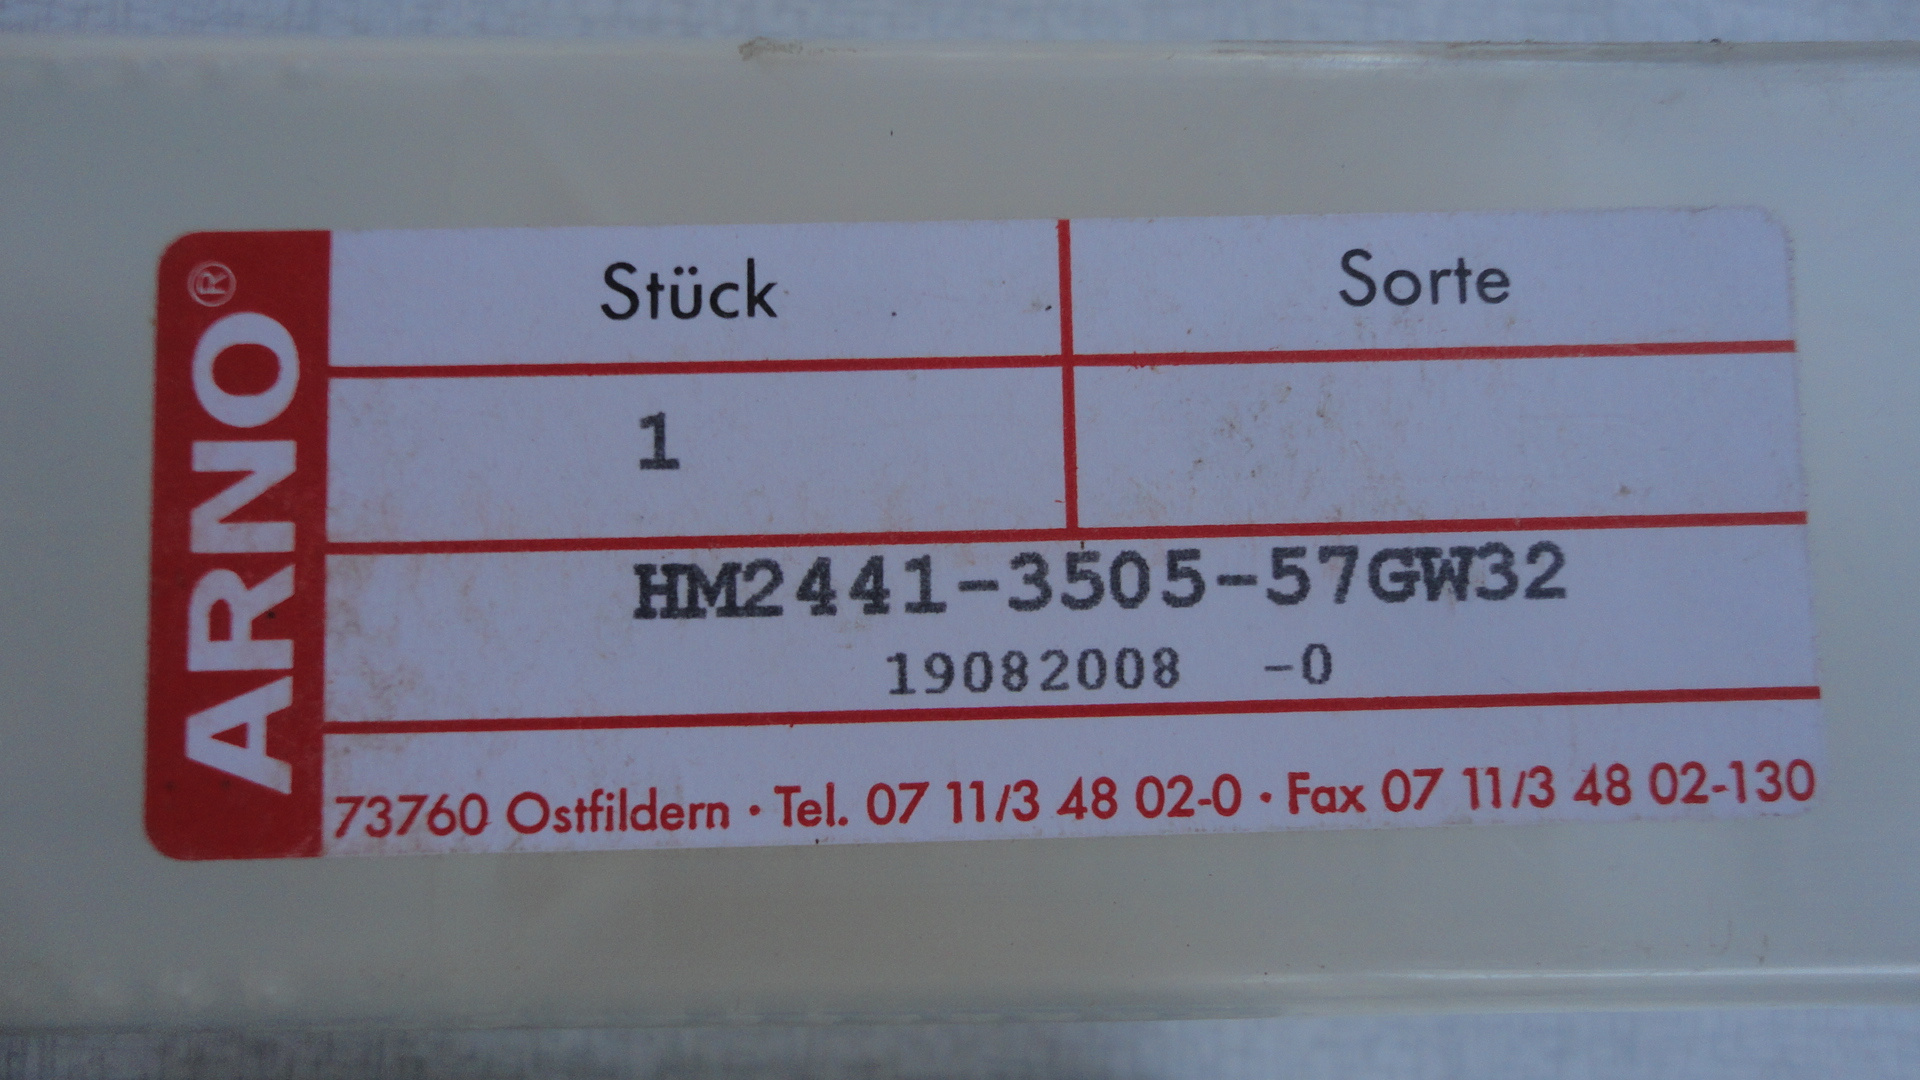 ARNO®
Stück Sorte
1
HM2441-3505-57GW32
19082008 -0
73760 Ostfildern · Tel. 07 11/3 48 02-0 · Fax 07 11/3 48 02-130